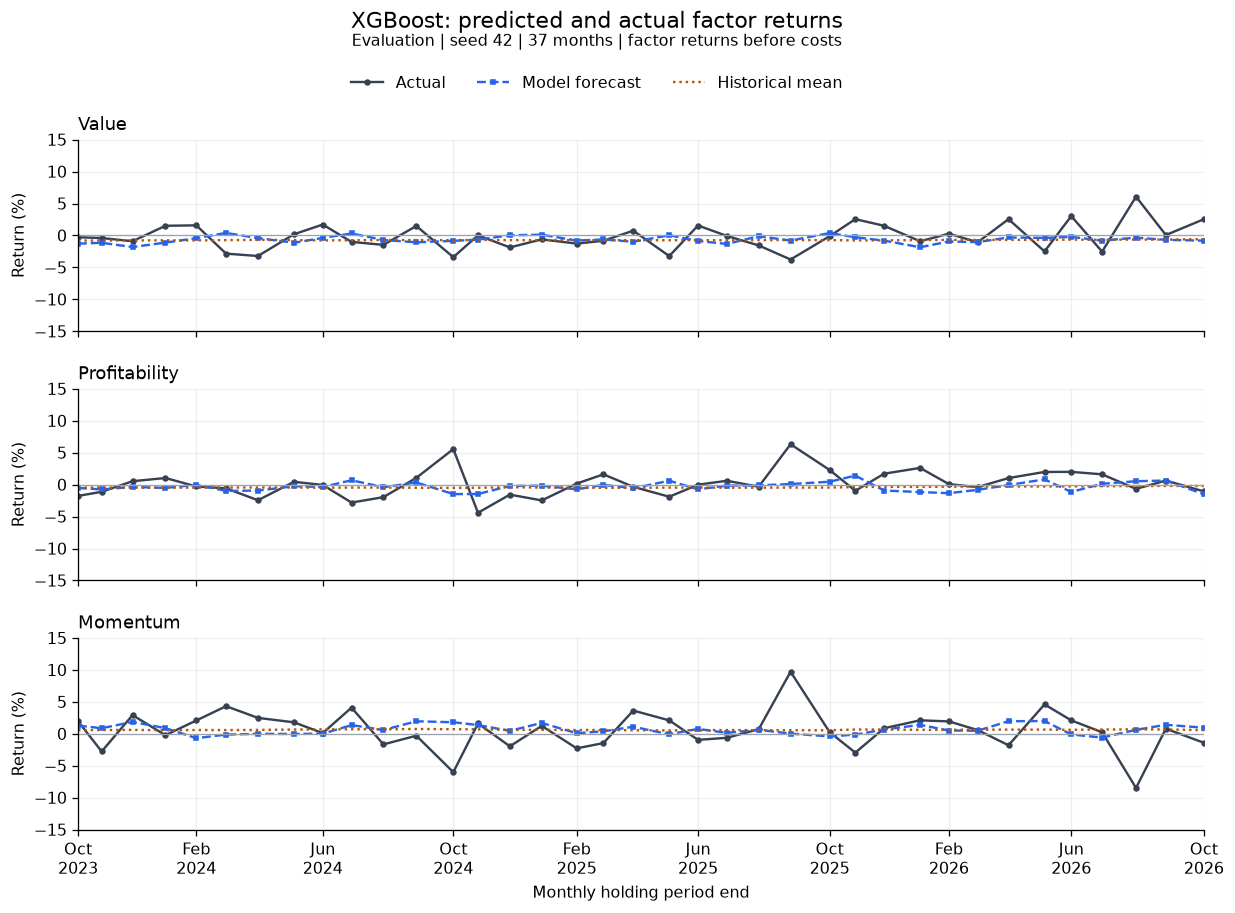 XGBoost: predicted and actual factor returns
Evaluation | seed 42 | 37 months | factor returns before costs
Actual Model forecast Historical mean
Value
15
10
5
0
−5
−10
−15
Return (%)
Profitability
15
10
5
0
−5
−10
−15
Return (%)
Momentum
15
10
5
0
−5
−10
−15
Return (%)
Oct Feb Jun Oct Feb Jun Oct Feb Jun Oct
2023 2024 2024 2024 2025 2025 2025 2026 2026 2026
Monthly holding period end